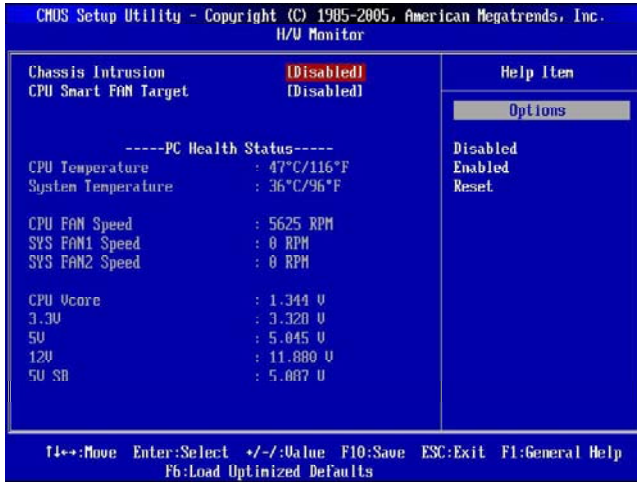 CMOS Setup Utility - Copyright (C) 1985-2005, American Megatrends, Inc.
H/W Monitor
Chassis Intrusion [Disabled]
CPU Smart FAN Target [Disabled]
-----PC Health Status-----
CPU Temperature : 47°C/116°F
System Temperature : 36°C/96°F
CPU FAN Speed : 5625 RPM
SYS FAN1 Speed : 0 RPM
SYS FAN2 Speed : 0 RPM
CPU Vcore : 1.344 V
3.3V : 3.328 V
5V : 5.045 V
12V : 11.880 V
5V SB : 5.087 V
Help Item
Options
Disabled
Enabled
Reset
↑↓←→:Move Enter:Select +/-/:Value F10:Save ESC:Exit F1:General Help
F6:Load Optimized Defaults